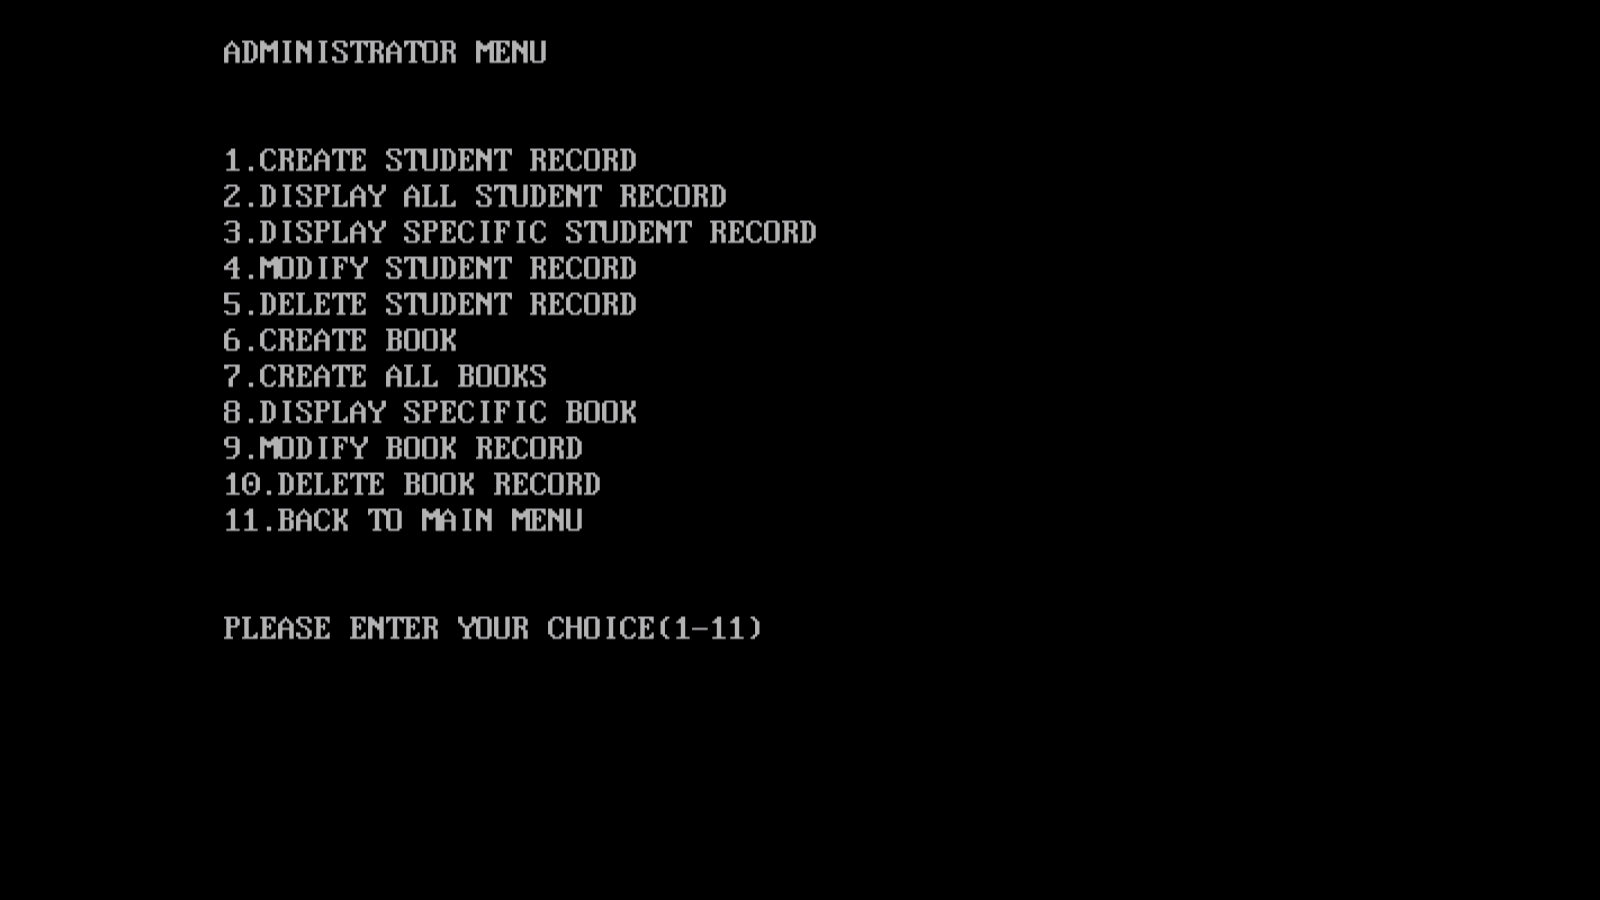 ADMINISTRATOR MENU
1.CREATE STUDENT RECORD
2.DISPLAY ALL STUDENT RECORD
3.DISPLAY SPECIFIC STUDENT RECORD
4.MODIFY STUDENT RECORD
5.DELETE STUDENT RECORD
6.CREATE BOOK
7.CREATE ALL BOOKS
8.DISPLAY SPECIFIC BOOK
9.MODIFY BOOK RECORD
10.DELETE BOOK RECORD
11.BACK TO MAIN MENU
PLEASE ENTER YOUR CHOICE(1-11)